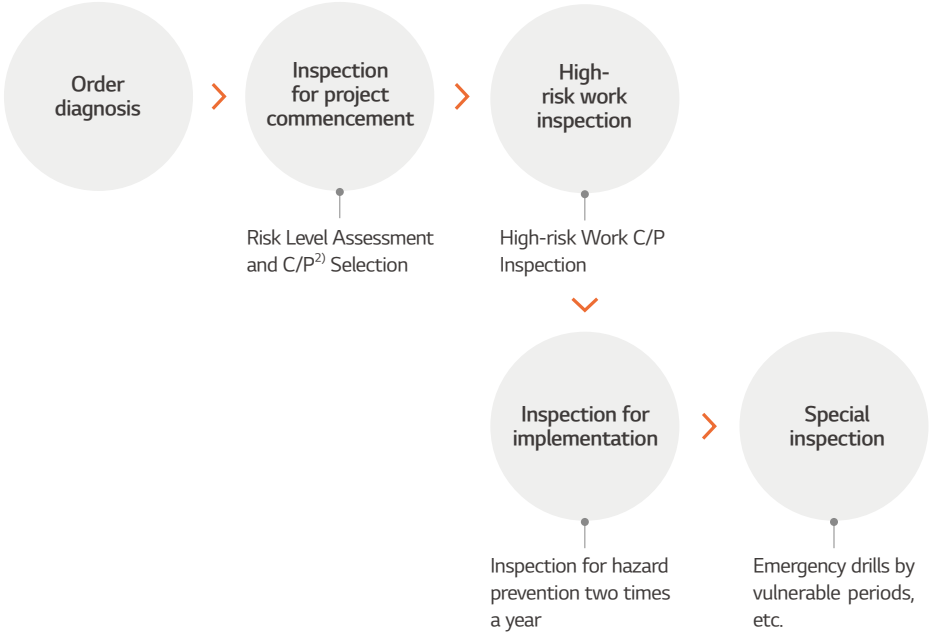 Order
diagnosis
Inspection
for project
commencement
High-
risk work
inspection
Risk Level Assessment
and C/P2) Selection
High-risk Work C/P
Inspection
Inspection for
implementation
Special
inspection
Inspection for hazard
prevention two times
a year
Emergency drills by
vulnerable periods,
etc.